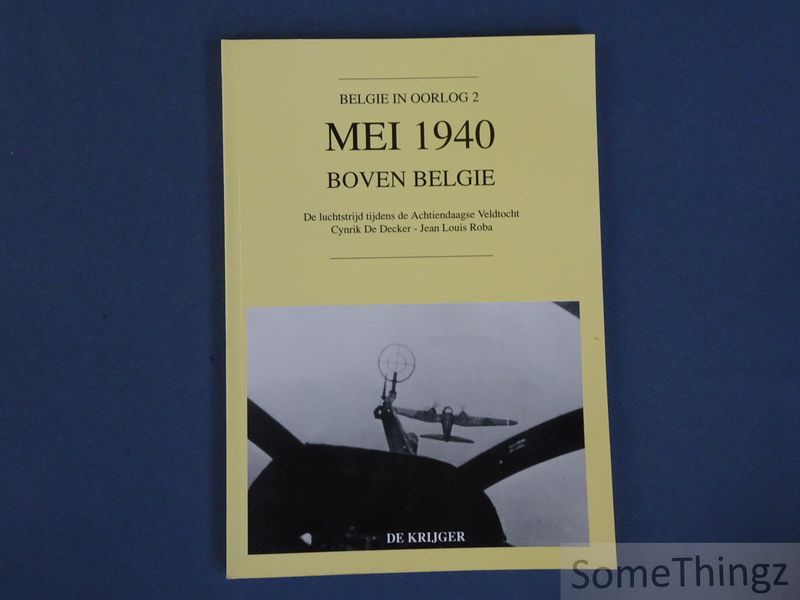 BELGIE IN OORLOG 2
MEI 1940
BOVEN BELGIE
De luchtstrijd tijdens de Achtiendaagse Veldtocht
Cynrik De Decker - Jean Louis Roba
DE KRIJGER
SomeThingz